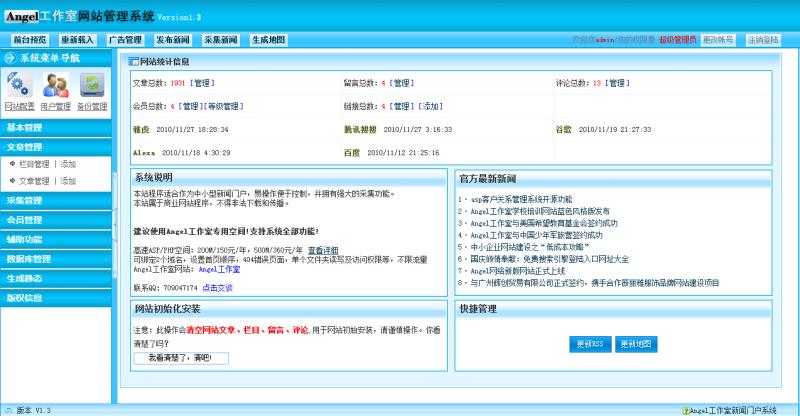 Angel工作室网站管理系统 Version1.3
前台预览 重新载入 广告管理 发布新闻 采集新闻 生成地图
欢迎您admin!您的权限是 超级管理员 更改帐号 注销登陆
系统菜单导航
网站配置 用户管理 备份管理
基本管理
文章管理
栏目管理 | 添加
文章管理 | 添加
采集管理
会员管理
辅助功能
数据库管理
生成静态
版权信息
网站统计信息
文章总数: 1931 [管理] 留言总数: 4 [管理] 评论总数: 13 [管理]
会员总数: 4 [管理][等级管理] 链接总数: 4 [管理] [添加]
雅虎 2010/11/27 18:28:34 腾讯搜搜 2010/11/27 3:16:33 谷歌 2010/11/19 21:27:33
Alexa 2010/11/18 4:30:29 百度 2010/11/12 21:25:16
系统说明
本站程序适合作为中小型新闻门户,易操作便于控制,并拥有强大的采集功能。
本站属于商业网站程序,不得非法下载和传播。
建议使用Angel工作室专用空间!支持系统全部功能!
高速ASP/PHP空间: 200M/150元/年, 500M/360元/年 查看详细
可绑定2个域名,设置首页顺序,404错误页面,单个文件夹读写及访问权限等,不限流量
Angel工作室网站: Angel工作室
联系QQ: 709047174 点击交谈
官方最新新闻
1 · asp客户关系管理系统开源功能
2 · Angel工作室学校培训网站蓝色风格版发布
3 · Angel工作室与美国希望教育基金会签约成功
4 · Angel工作室与中国少年军旅营签约成功
5 · 中小企业网站建设之“低成本攻略”
6 · 国庆倾情奉献: 免费搜索引擎登陆入口网址大全
7 · Angel网络新版网站正式上线
8 · 与广州鲜创贸易有限公司正式签约,携手合作薇丽雅服饰品牌网站建设项目
网站初始化安装
注意: 此操作会清空网站文章、栏目、留言、评论,用于网站初始安装,请谨慎操作。你看
清楚了吗?
我看清楚了,清吧!
快捷管理
更新RSS 更新地图
版本 V1.3
Angel工作室新闻门户系统